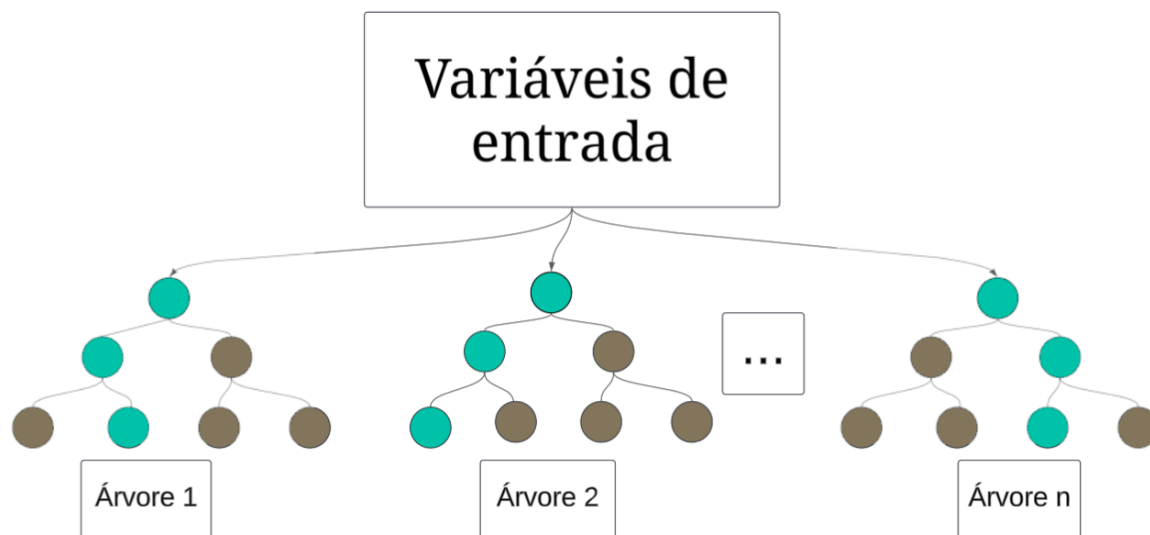 Variáveis de
entrada
...
Árvore 1
Árvore 2
Árvore n